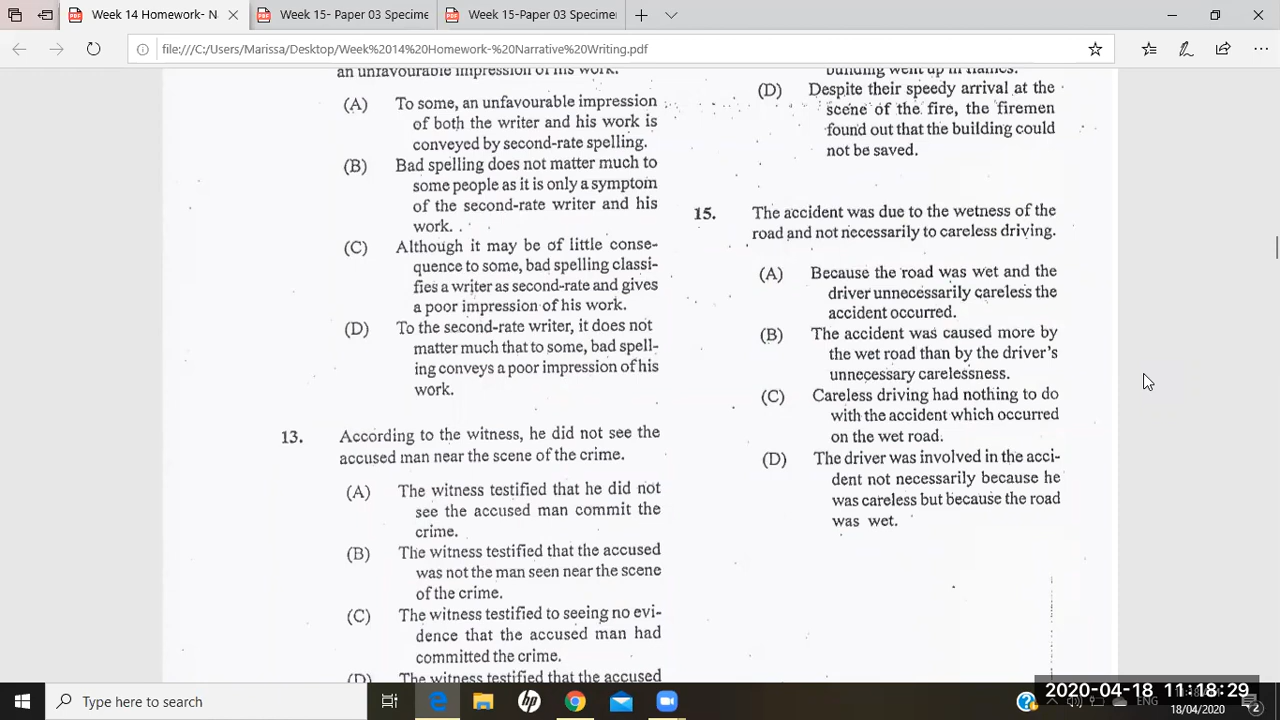 Week 14 Homework- N
Week 15- Paper 03 Specime
Week 15-Paper 03 Specime
file:///C:/Users/Marissa/Desktop/Week%2014%20Homework-%20Narrative%20Writing.pdf
an unfavourable impression of his work.
(A) To some, an unfavourable impression
of both the writer and his work is
conveyed by second-rate spelling.
(B) Bad spelling does not matter much to
some people as it is only a symptom
of the second-rate writer and his
work.
(C) Although it may be of little conse-
quence to some, bad spelling classi-
fies a writer as second-rate and gives
a poor impression of his work.
(D) To the second-rate writer, it does not
matter much that to some, bad spell-
ing conveys a poor impression of his
work.
13. According to the witness, he did not see the
accused man near the scene of the crime.
(A) The witness testified that he did not
see the accused man commit the
crime.
(B) The witness testified that the accused
was not the man seen near the scene
of the crime.
(C) The witness testified to seeing no evi-
dence that the accused man had
committed the crime.
(D) The witness testified that the accused
building went up in flames.
(D) Despite their speedy arrival at the
scene of the fire, the firemen
found out that the building could
not be saved.
15. The accident was due to the wetness of the
road and not necessarily to careless driving.
(A) Because the road was wet and the
driver unnecessarily careless the
accident occurred.
(B) The accident was caused more by
the wet road than by the driver's
unnecessary carelessness.
(C) Careless driving had nothing to do
with the accident which occurred
on the wet road.
(D) The driver was involved in the acci-
dent not necessarily because he
was careless but because the road
was wet.
Type here to search
hp
ENG
2020-04-18 11:18:29
18/04/2020
2